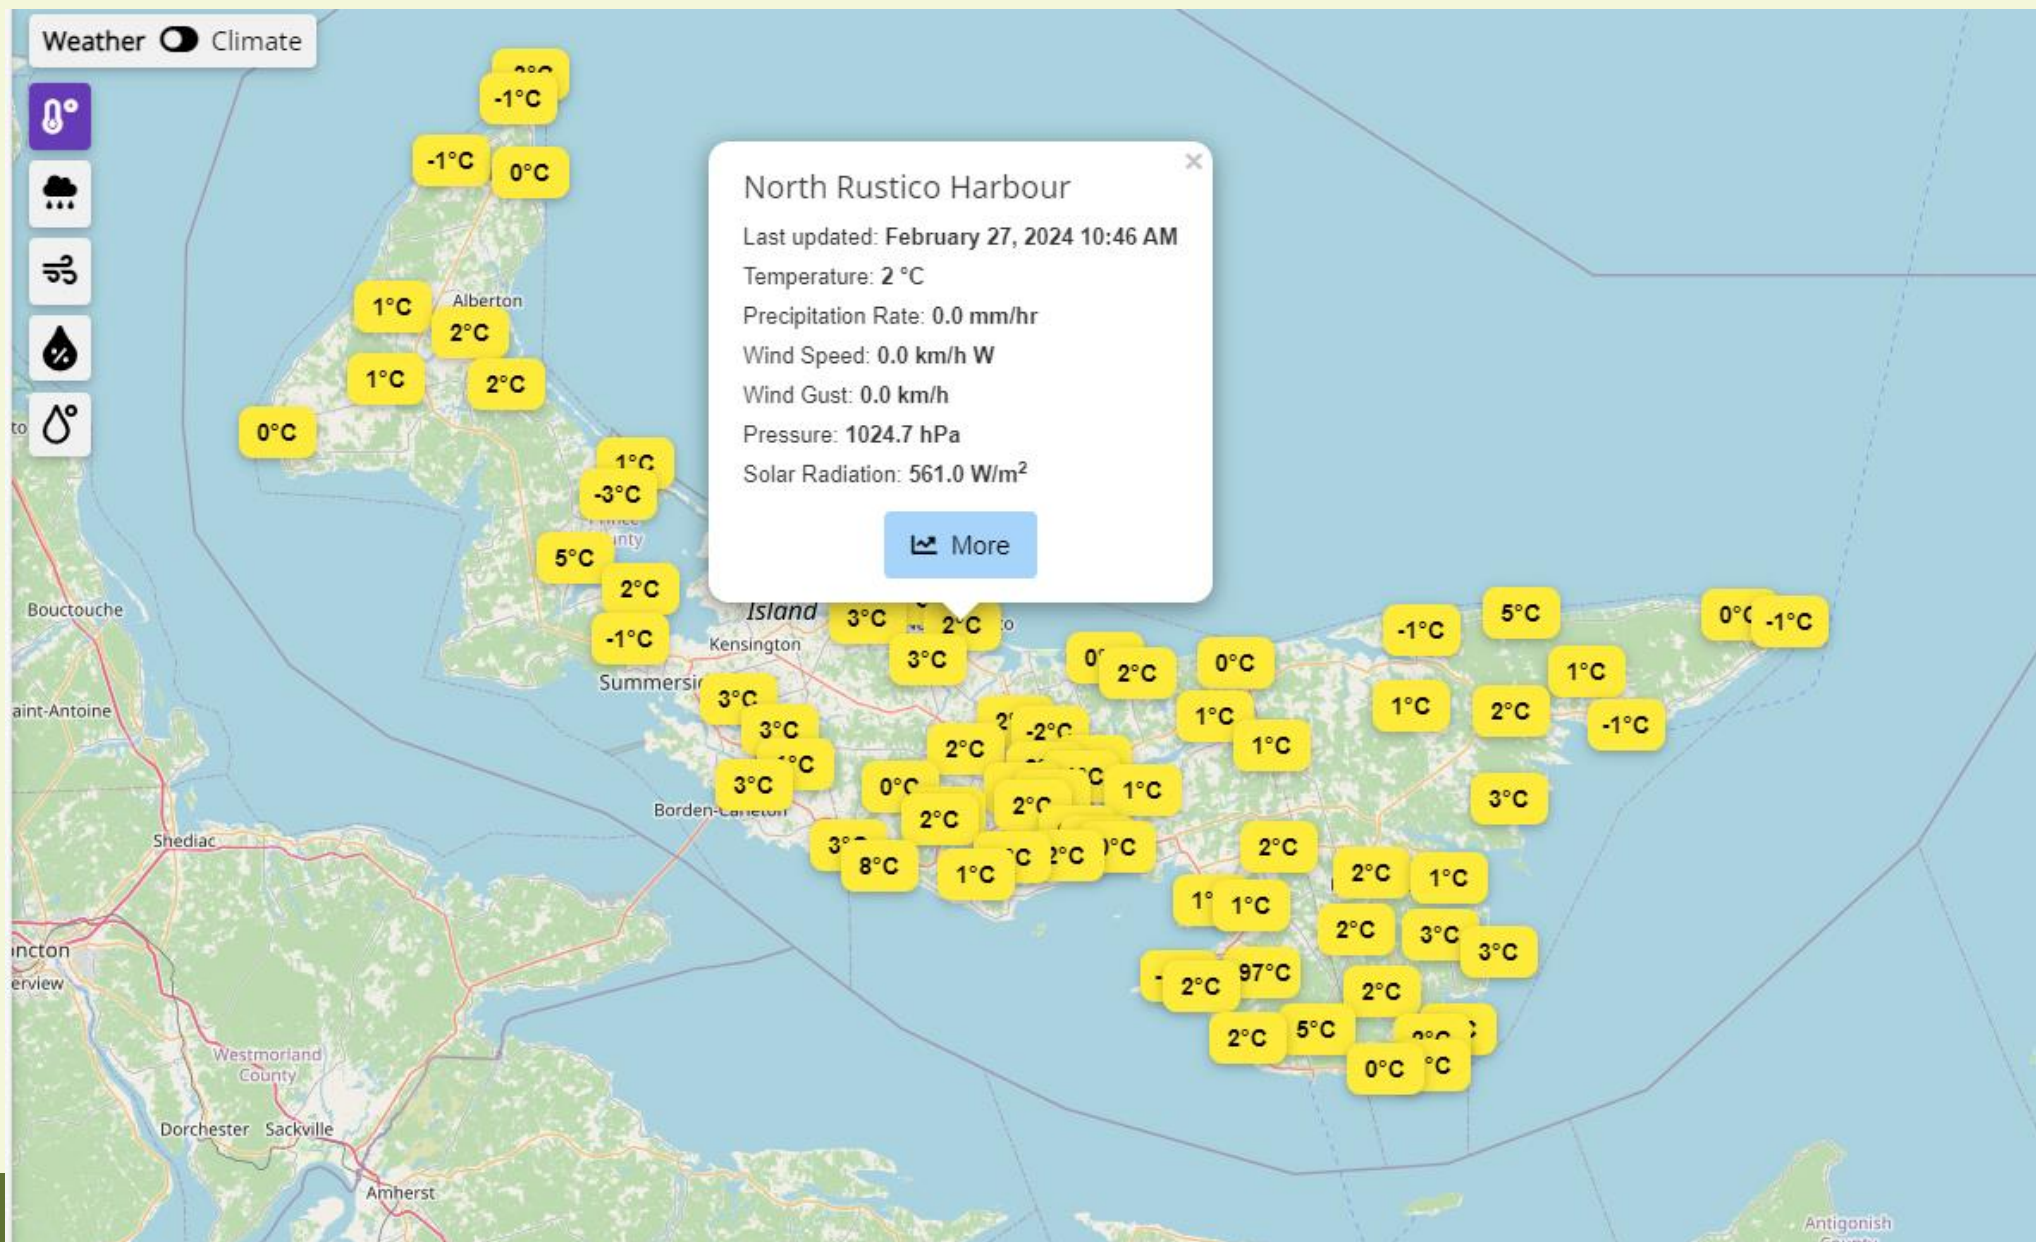 Weather Climate
-1°C
-1°C
0°C
North Rustico Harbour
×
Last updated: February 27, 2024 10:46 AM
Temperature: 2 °C
Precipitation Rate: 0.0 mm/hr
Wind Speed: 0.0 km/h W
Wind Gust: 0.0 km/h
Pressure: 1024.7 hPa
Solar Radiation: 561.0 W/m²
More
1°C
Alberton
2°C
1°C
2°C
0°C
1°C
-3°C
5°C
2°C
-1°C
Bouctouche
Island
3°C
2°C
Kensington
3°C
0°C
2°C
-1°C
5°C
0°C
-1°C
1°C
3°C
3°C
3°C
aint-Antoine
2°C
-2°C
1°C
1°C
1°C
2°C
-1°C
0°C
2°C
1°C
3°C
Shediac
2°C
8°C
1°C
2°C
2°C
2°C
1°C
1°C
2°C
3°C
3°C
97°C
2°C
2°C
2°C
5°C
0°C
Westmorland
County
Dorchester Sackville
Amherst
Antigonish